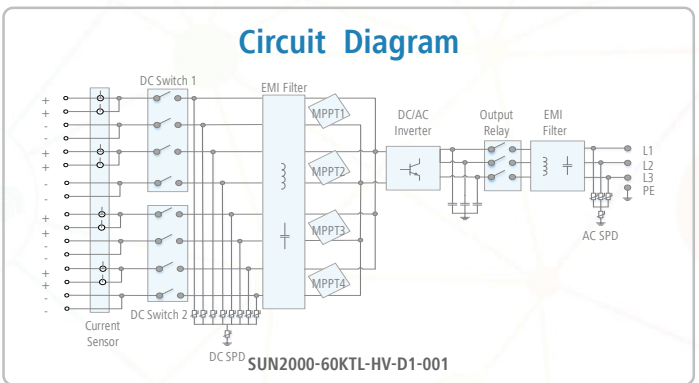 Circuit Diagram
DC Switch 1
EMI Filter
+
+
-
-
+
+
-
-
+
+
-
-
+
+
-
-
MPPT1
MPPT2
MPPT3
MPPT4
DC/AC
Inverter
Output
Relay
EMI
Filter
L1
L2
L3
PE
AC SPD
Current
Sensor
DC Switch 2
DC SPD
SUN2000-60KTL-HV-D1-001